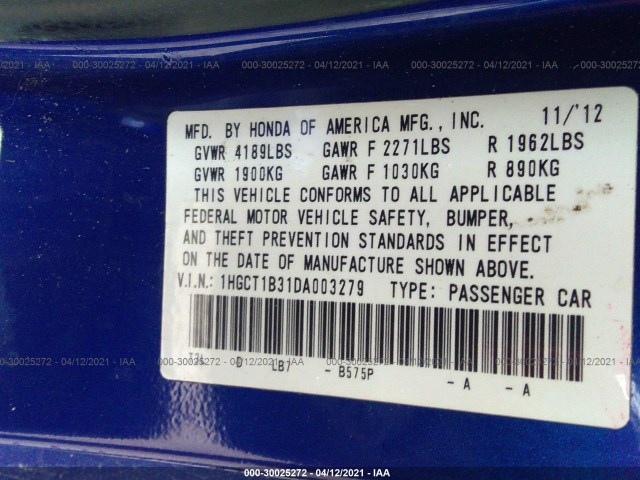 000-30025272 - 04/12/2021 - IAA
MFD. BY HONDA OF AMERICA MFG., INC. 11/'12
GVWR 4189LBS GAWR F 2271LBS R 1962LBS
GVWR 1900KG GAWR F 1030KG R 890KG
THIS VEHICLE CONFORMS TO ALL APPLICABLE
FEDERAL MOTOR VEHICLE SAFETY, BUMPER,
AND THEFT PREVENTION STANDARDS IN EFFECT
ON THE DATE OF MANUFACTURE SHOWN ABOVE.
V.I.N.: 1HGCT1B31DA003279 TYPE: PASSENGER CAR
D LB7 - B575P - A - A
000-30025272 - 04/12/2021 - IAA